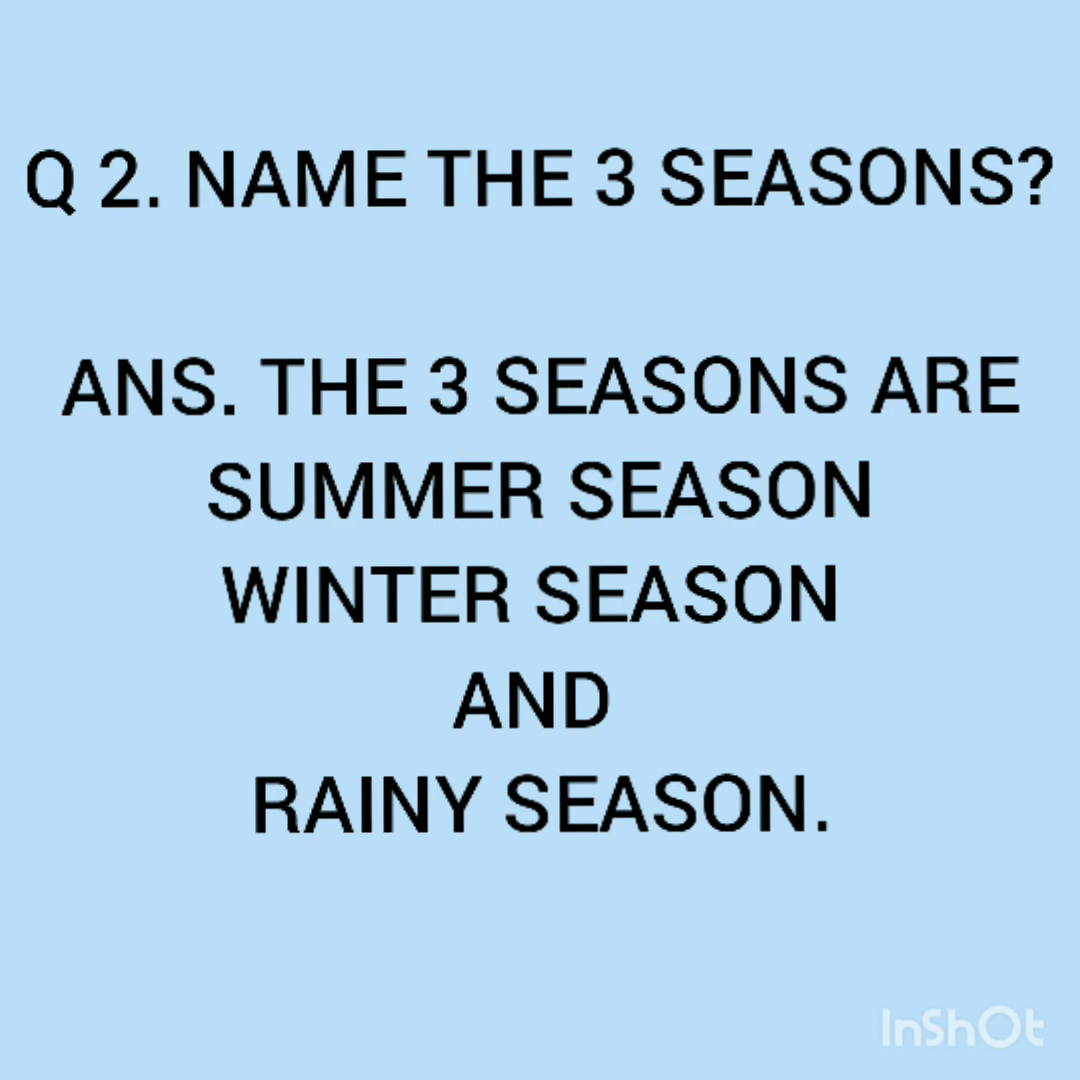 Q 2. NAME THE 3 SEASONS?
ANS. THE 3 SEASONS ARE
SUMMER SEASON
WINTER SEASON
AND
RAINY SEASON.
InShOt